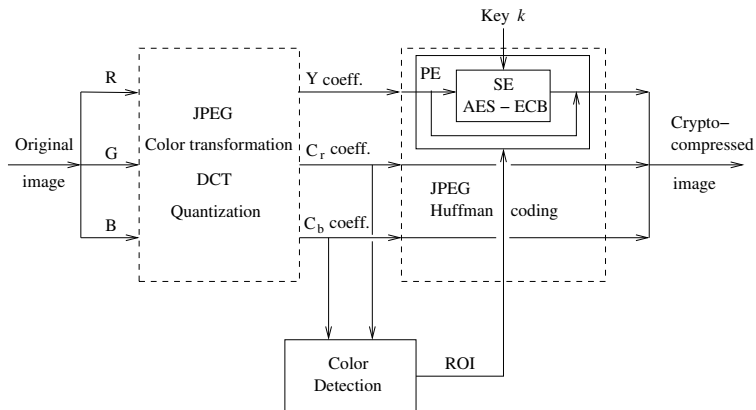 Key k
R
Y coeff.
PE
SE
AES − ECB
JPEG
Color transformation
DCT
Quantization
Original
image
G
C_r coeff.
Crypto−
compressed
image
JPEG
Huffman coding
B
C_b coeff.
Color
Detection
ROI